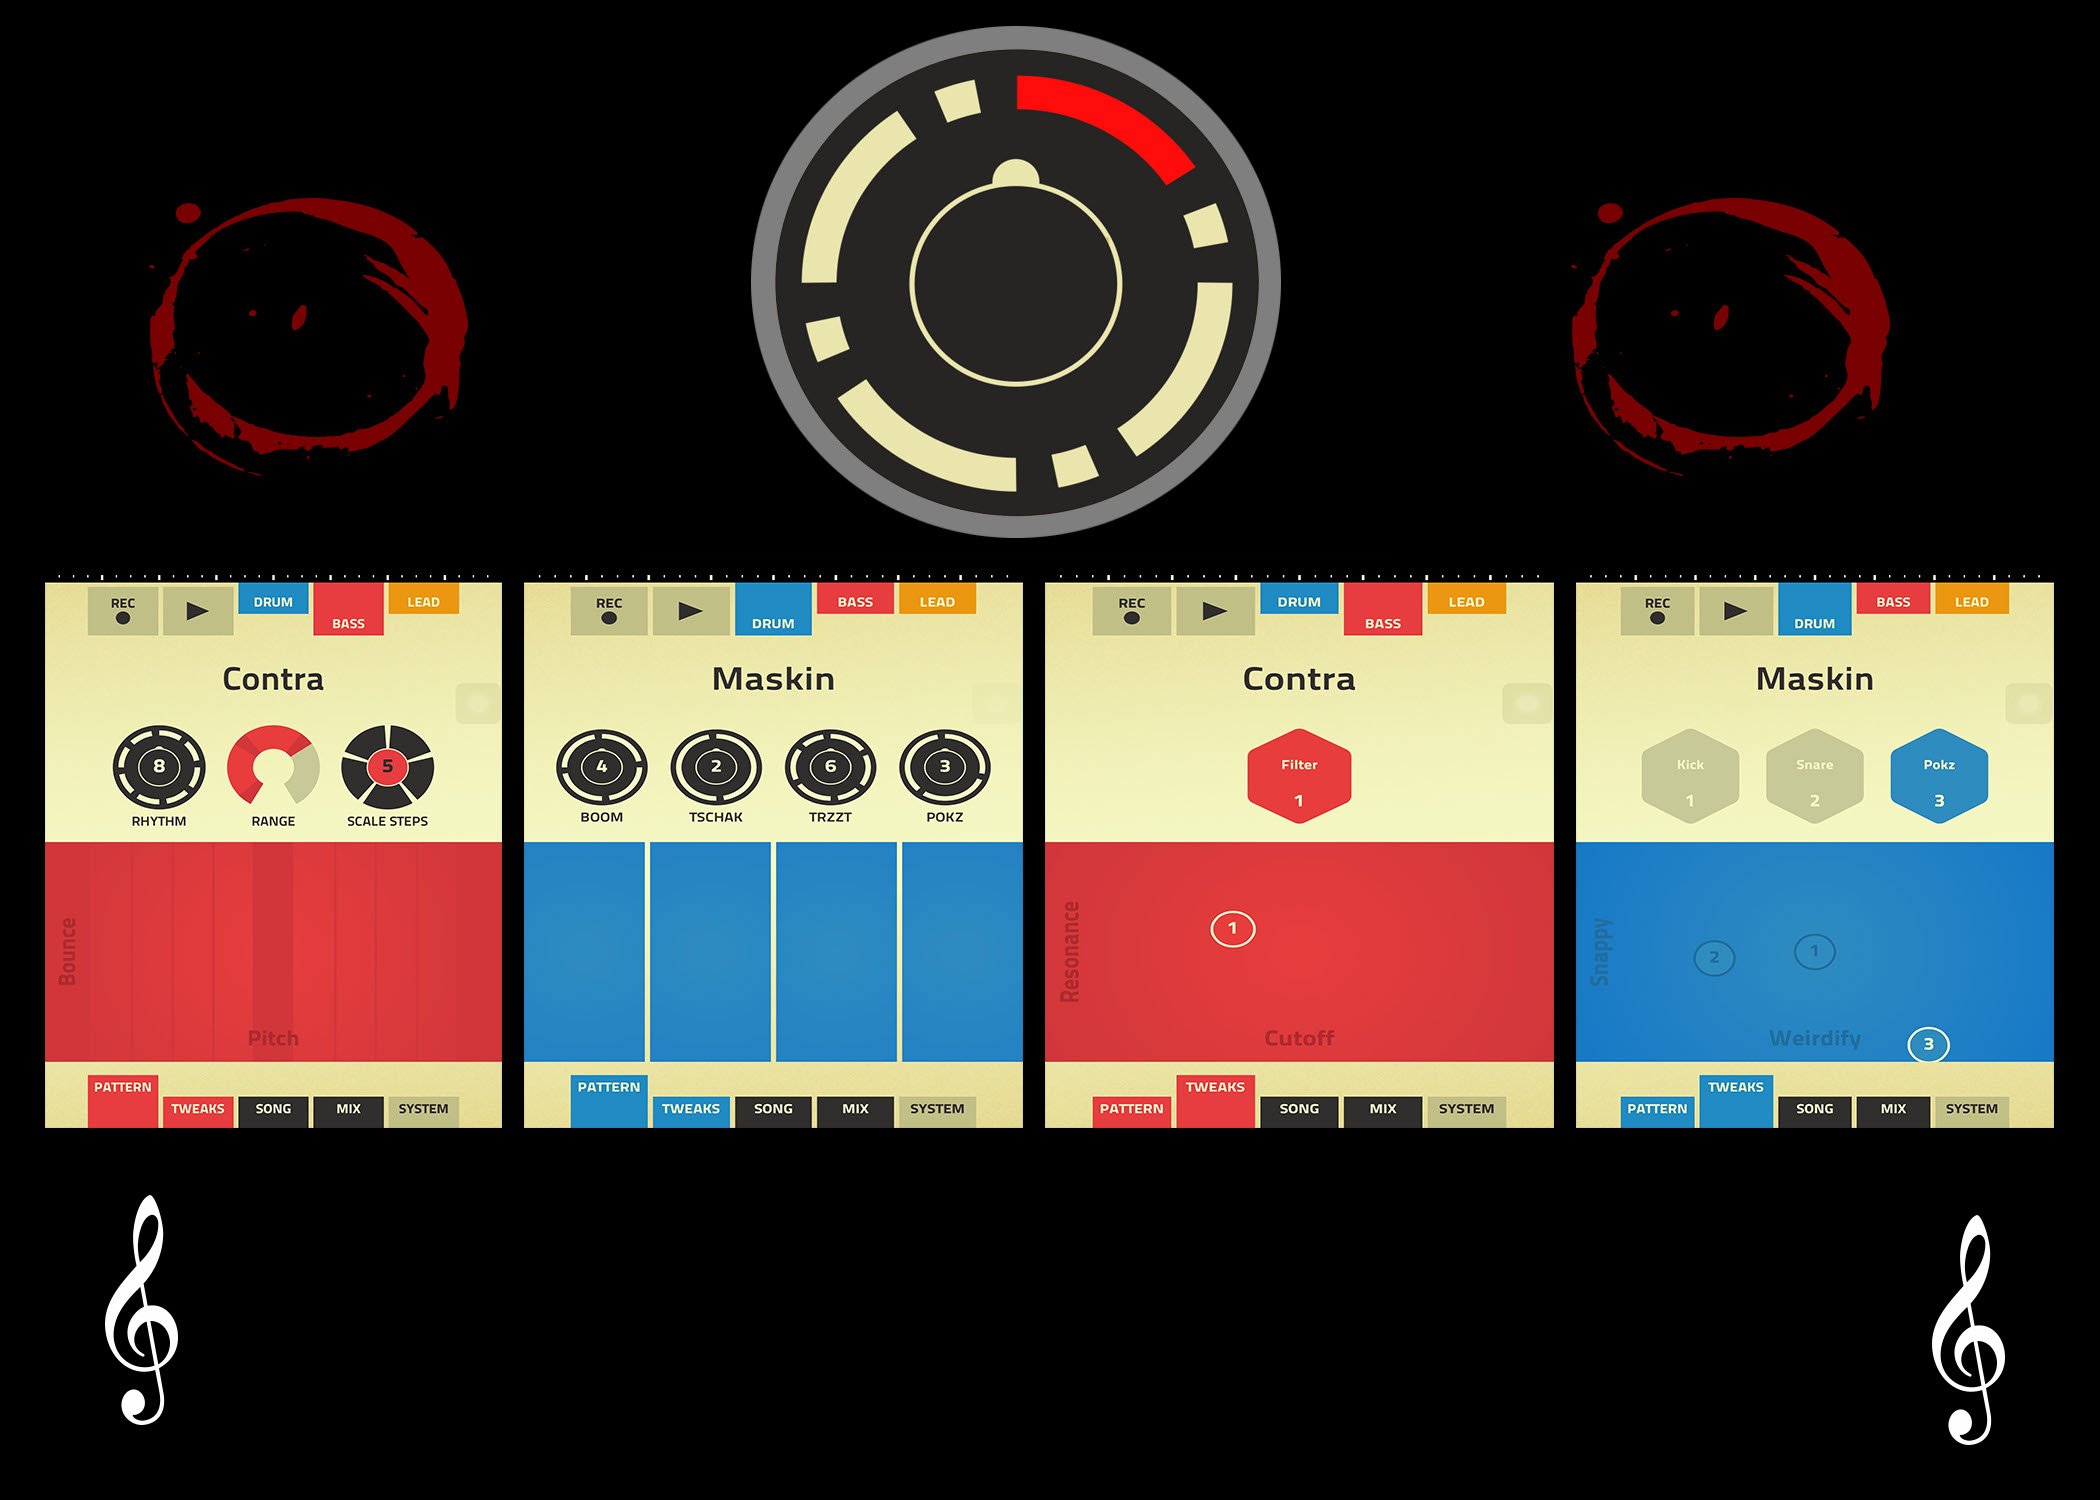 REC DRUM BASS LEAD
Contra
8 5
RHYTHM RANGE SCALE STEPS
Bounce
Pitch
PATTERN TWEAKS SONG MIX SYSTEM
REC DRUM BASS LEAD
Maskin
4 2 6 3
BOOM TSCHAK TRZZT POKZ
PATTERN TWEAKS SONG MIX SYSTEM
REC DRUM BASS LEAD
Contra
Filter
1
1
Resonance
Cutoff
PATTERN TWEAKS SONG MIX SYSTEM
REC DRUM BASS LEAD
Maskin
Kick Snare Pokz
1 2 3
Snappy
2 1
Weirdify
3
PATTERN TWEAKS SONG MIX SYSTEM